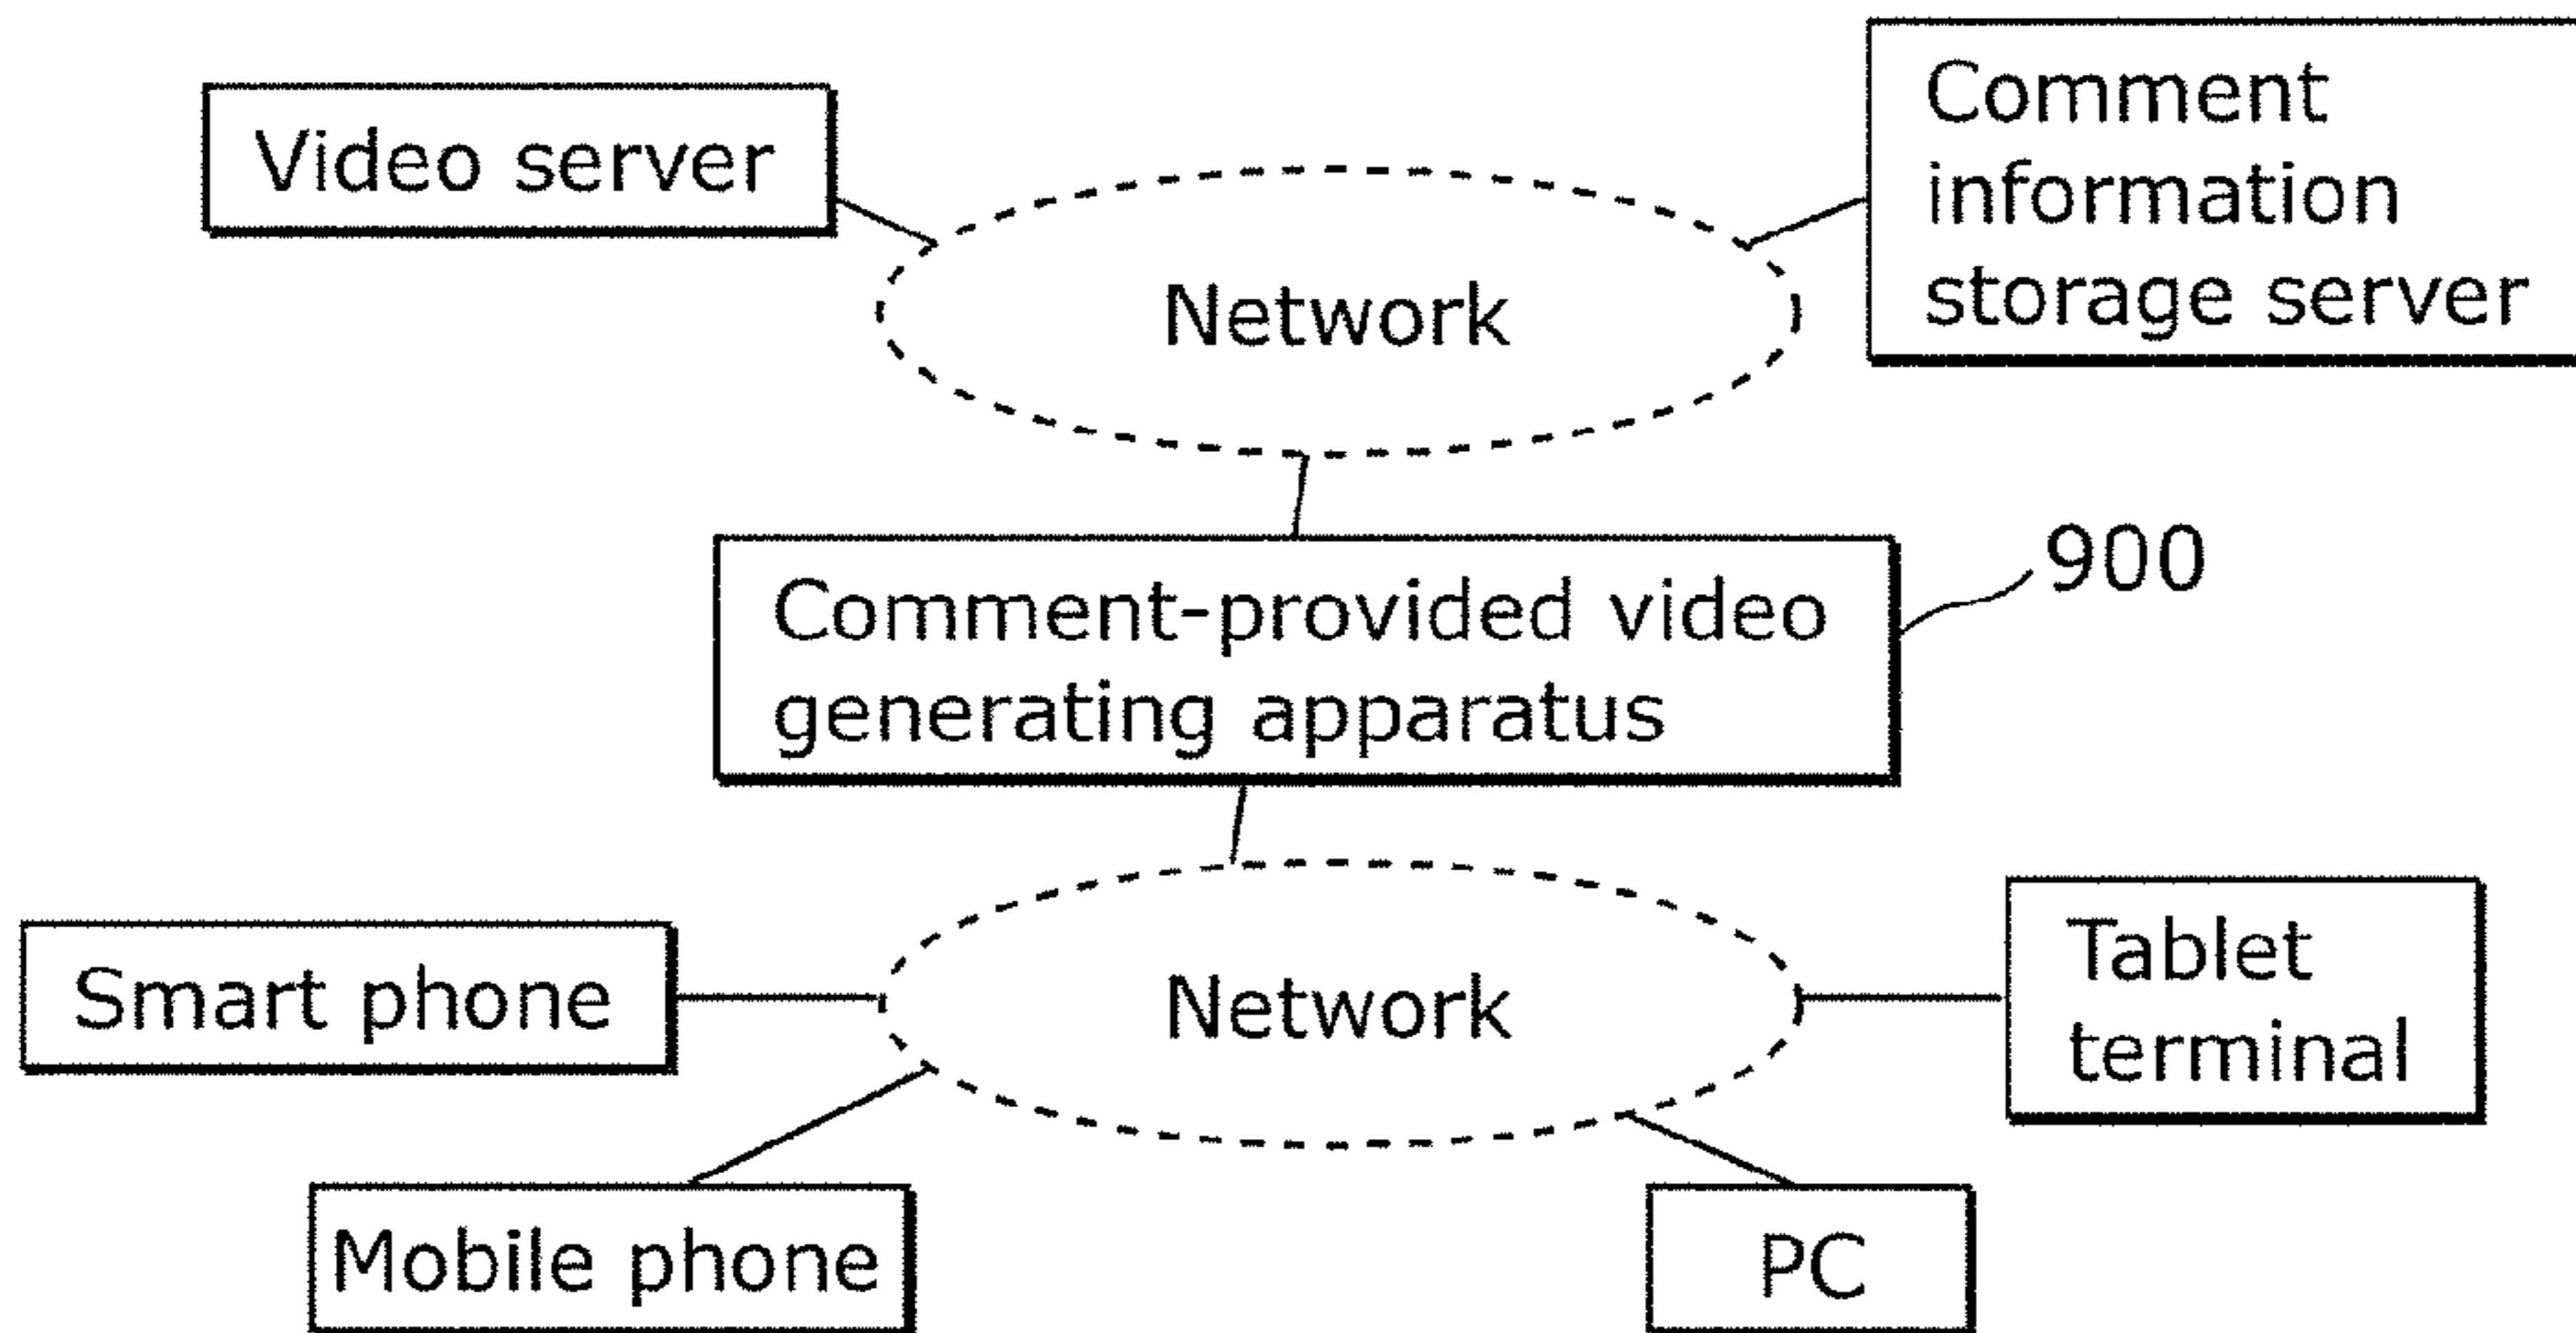 Video server
Comment
information
storage server
Network
Comment-provided video
generating apparatus
900
Smart phone
Network
Tablet
terminal
Mobile phone
PC